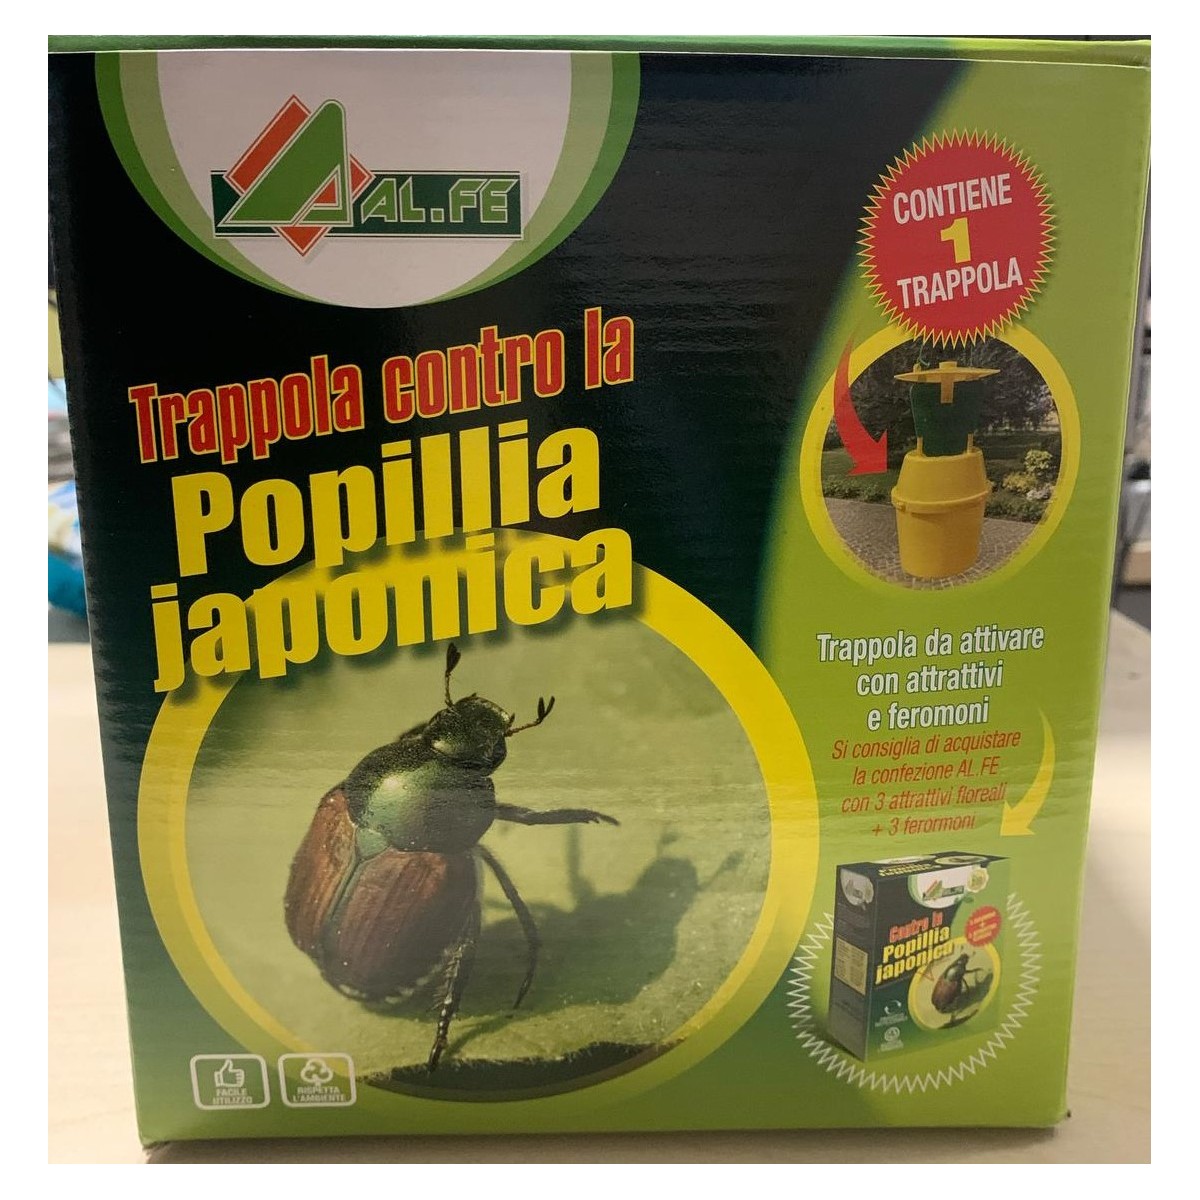 AL.FE
CONTIENE
1
TRAPPOLA
Trappola contro la
Popillia
japonica
Trappola da attivare
con attrattivi
e feromoni
Si consiglia di acquistare
la confezione AL.FE
con 3 attrattivi floreali
+ 3 ferormoni
Contro la
Popillia
japonica
FACILE
UTILIZZO
RISPETTA
L'AMBIENTE